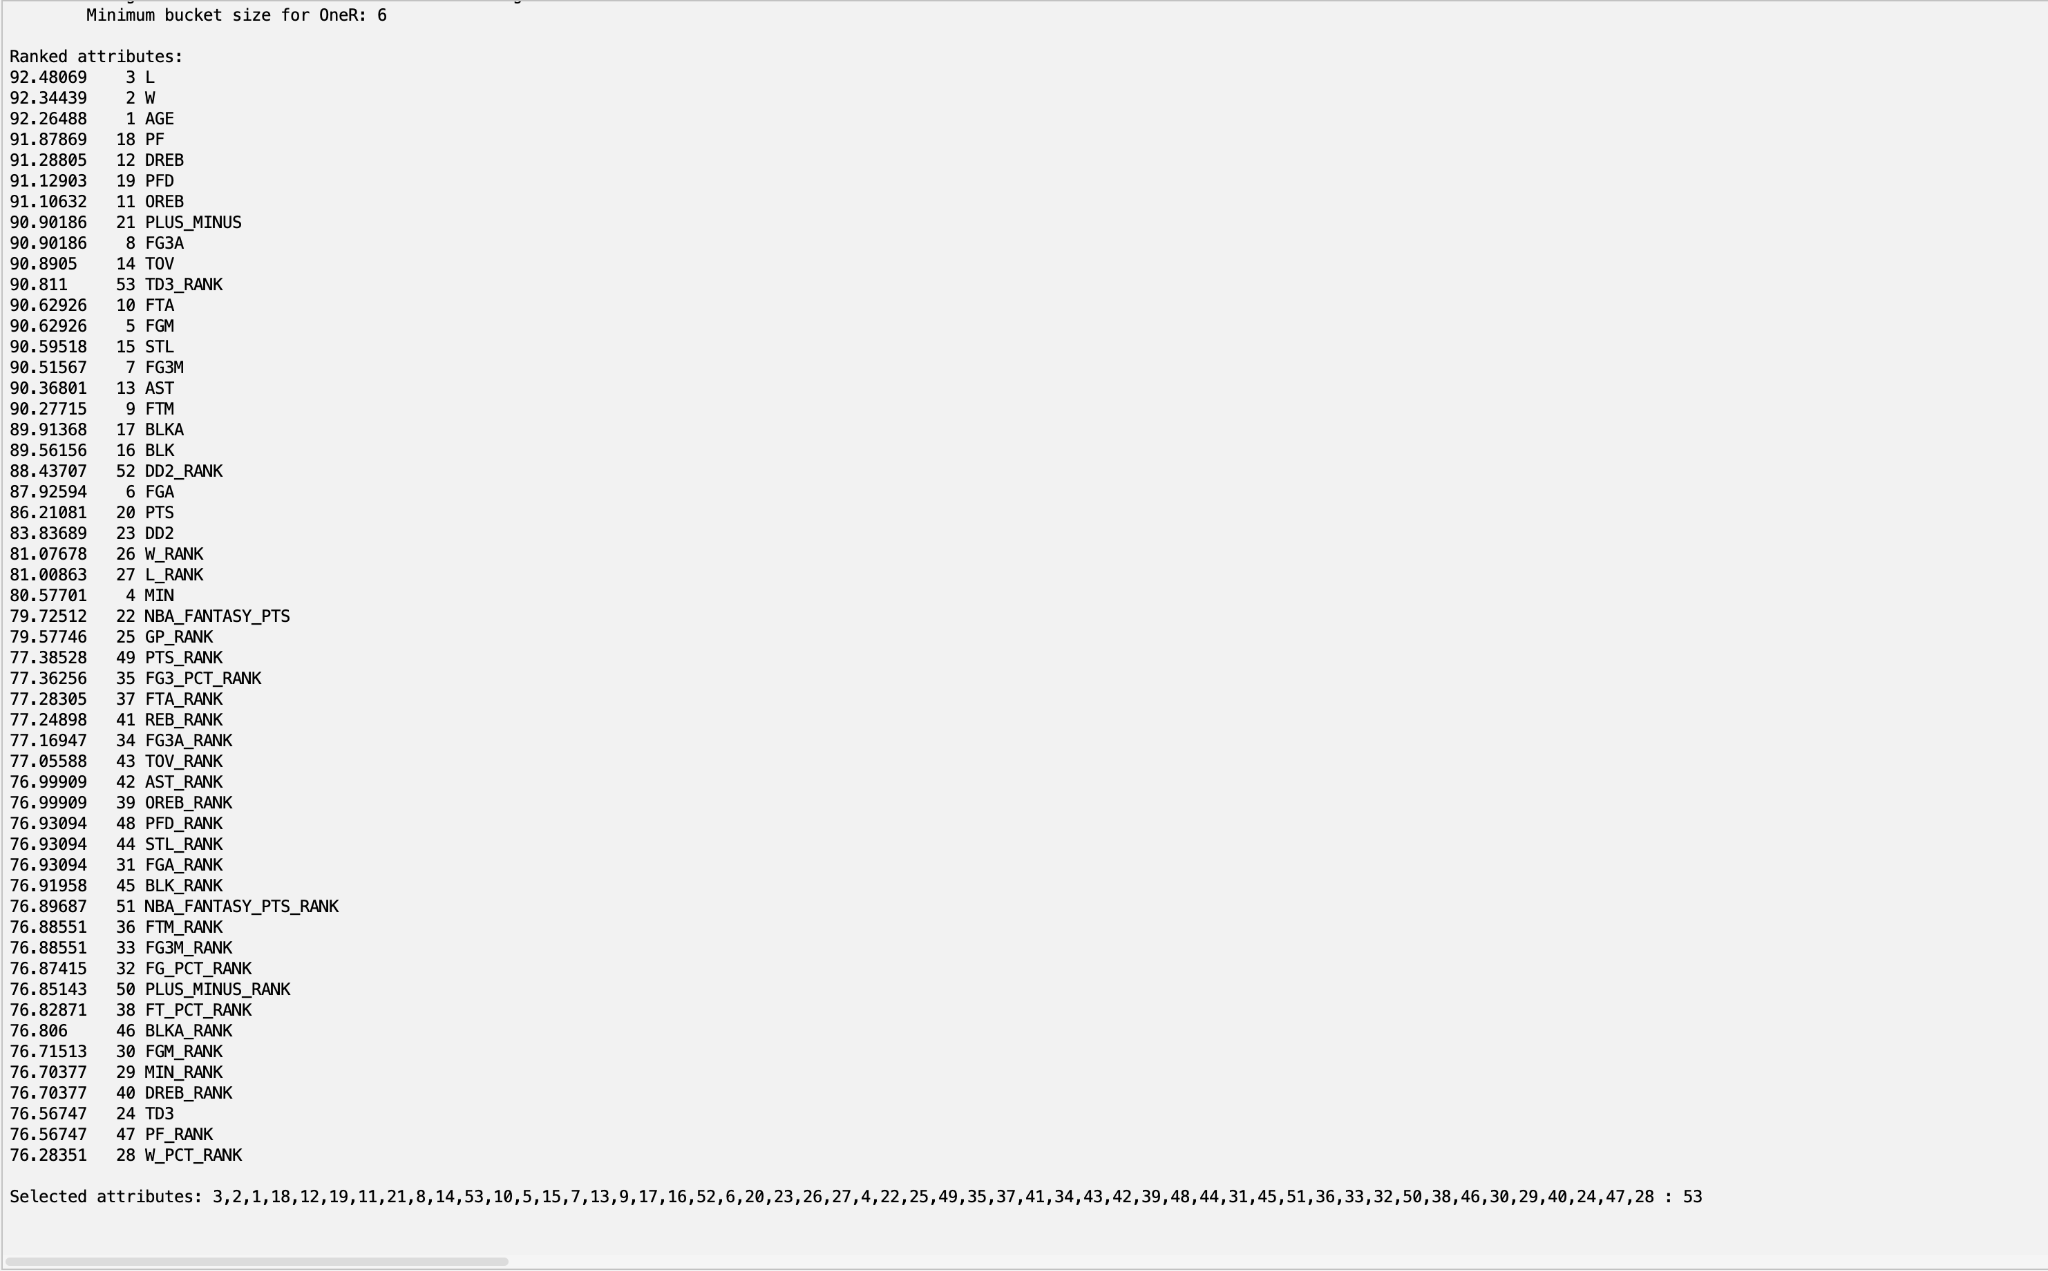 Minimum bucket size for OneR: 6
Ranked attributes:
92.48069 3 L
92.34439 2 W
92.26488 1 AGE
91.87869 18 PF
91.28805 12 DREB
91.12903 19 PFD
91.10632 11 OREB
90.90186 21 PLUS_MINUS
90.90186 8 FG3A
90.8905 14 TOV
90.811 53 TD3_RANK
90.62926 10 FTA
90.62926 5 FGM
90.59518 15 STL
90.51567 7 FG3M
90.36801 13 AST
90.27715 9 FTM
89.91368 17 BLKA
89.56156 16 BLK
88.43707 52 DD2_RANK
87.92594 6 FGA
86.21081 20 PTS
83.83689 23 DD2
81.07678 26 W_RANK
81.00863 27 L_RANK
80.57701 4 MIN
79.72512 22 NBA_FANTASY_PTS
79.57746 25 GP_RANK
77.38528 49 PTS_RANK
77.36256 35 FG3_PCT_RANK
77.28305 37 FTA_RANK
77.24898 41 REB_RANK
77.16947 34 FG3A_RANK
77.05588 43 TOV_RANK
76.99909 42 AST_RANK
76.99909 39 OREB_RANK
76.93094 48 PFD_RANK
76.93094 44 STL_RANK
76.93094 31 FGA_RANK
76.91958 45 BLK_RANK
76.89687 51 NBA_FANTASY_PTS_RANK
76.88551 36 FTM_RANK
76.88551 33 FG3M_RANK
76.87415 32 FG_PCT_RANK
76.85143 50 PLUS_MINUS_RANK
76.82871 38 FT_PCT_RANK
76.806 46 BLKA_RANK
76.71513 30 FGM_RANK
76.70377 29 MIN_RANK
76.70377 40 DREB_RANK
76.56747 24 TD3
76.56747 47 PF_RANK
76.28351 28 W_PCT_RANK
Selected attributes: 3,2,1,18,12,19,11,21,8,14,53,10,5,15,7,13,9,17,16,52,6,20,23,26,27,4,22,25,49,35,37,41,34,43,42,39,48,44,31,45,51,36,33,32,50,38,46,30,29,40,24,47,28 : 53